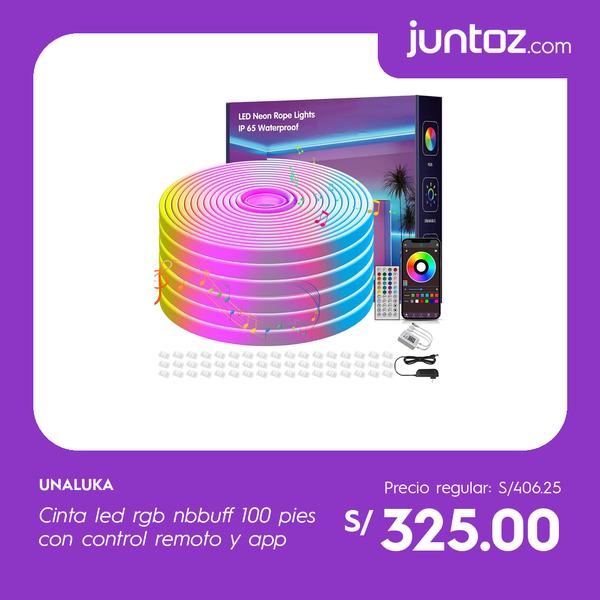 juntoz.com
LED Neon Rope Lights
IP 65 Waterproof
UNALUKA
Cinta led rgb nbbuff 100 pies
con control remoto y app
Precio regular: S/406.25
S/ 325.00